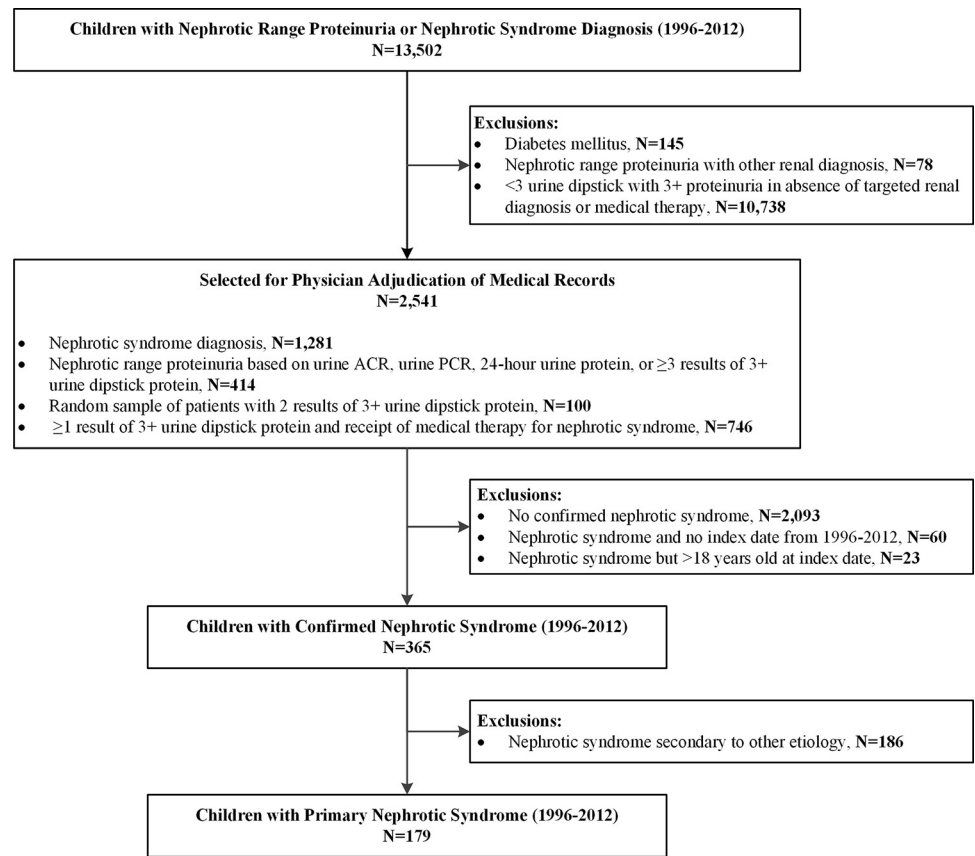 Children with Nephrotic Range Proteinuria or Nephrotic Syndrome Diagnosis (1996-2012)
N=13,502
Exclusions:
• Diabetes mellitus, N=145
• Nephrotic range proteinuria with other renal diagnosis, N=78
• <3 urine dipstick with 3+ proteinuria in absence of targeted renal
diagnosis or medical therapy, N=10,738
Selected for Physician Adjudication of Medical Records
N=2,541
• Nephrotic syndrome diagnosis, N=1,281
• Nephrotic range proteinuria based on urine ACR, urine PCR, 24-hour urine protein, or ≥3 results of 3+
urine dipstick protein, N=414
• Random sample of patients with 2 results of 3+ urine dipstick protein, N=100
• ≥1 result of 3+ urine dipstick protein and receipt of medical therapy for nephrotic syndrome, N=746
Exclusions:
• No confirmed nephrotic syndrome, N=2,093
• Nephrotic syndrome and no index date from 1996-2012, N=60
• Nephrotic syndrome but >18 years old at index date, N=23
Children with Confirmed Nephrotic Syndrome (1996-2012)
N=365
Exclusions:
• Nephrotic syndrome secondary to other etiology, N=186
Children with Primary Nephrotic Syndrome (1996-2012)
N=179